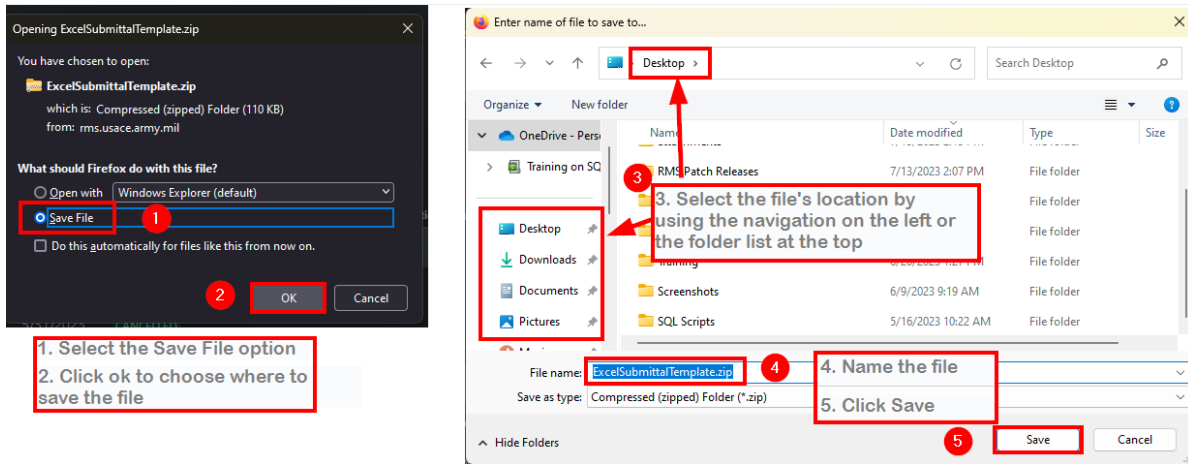 Opening ExcelSubmittalTemplate.zip
You have chosen to open:
ExcelSubmittalTemplate.zip
which is: Compressed (zipped) Folder (110 KB)
from: rms.usace.army.mil
What should Firefox do with this file?
Open with Windows Explorer (default)
Save File
1
Do this automatically for files like this from now on.
2
OK
Cancel
CANCELLED
1. Select the Save File option
2. Click ok to choose where to
save the file
Enter name of file to save to...
Desktop
Search Desktop
Organize
New folder
OneDrive - Pers
Training on SQ
Desktop
Downloads
Documents
Pictures
Name
Date modified
Type
Size
RMS Patch Releases
7/13/2023 2:07 PM
File folder
File folder
File folder
Training
File folder
Screenshots
6/9/2023 9:19 AM
File folder
SQL Scripts
5/16/2023 10:22 AM
File folder
3
3. Select the file's location by
using the navigation on the left or
the folder list at the top
File name: ExcelSubmittalTemplate.zip
4
Save as type: Compressed (zipped) Folder (*.zip)
4. Name the file
5. Click Save
Hide Folders
5
Save
Cancel